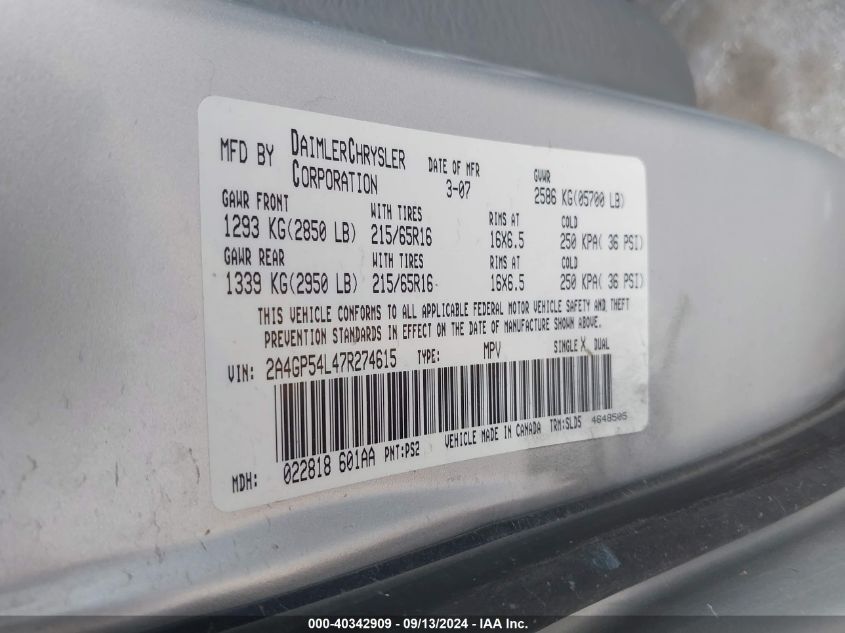 MFD BY DAIMLERCHRYSLER CORPORATION DATE OF MFR 3-07 GVWR 2586 KG(05700 LB)
GAWR FRONT WITH TIRES RIMS AT COLD
1293 KG(2850 LB) 215/65R16 16X6.5 250 KPA( 36 PSI)
GAWR REAR WITH TIRES RIMS AT COLD
1339 KG(2950 LB) 215/65R16 16X6.5 250 KPA( 36 PSI)
THIS VEHICLE CONFORMS TO ALL APPLICABLE FEDERAL MOTOR VEHICLE SAFETY AND THEFT
PREVENTION STANDARDS IN EFFECT ON THE DATE OF MANUFACTURE SHOWN ABOVE.
VIN: 2A4GP54L47R274615 TYPE: MPV SINGLE X DUAL
MDH: 022818 601AA PNT:PS2 VEHICLE MADE IN CANADA TRM:SLD5 4648505
000-40342909 - 09/13/2024 - IAA Inc.